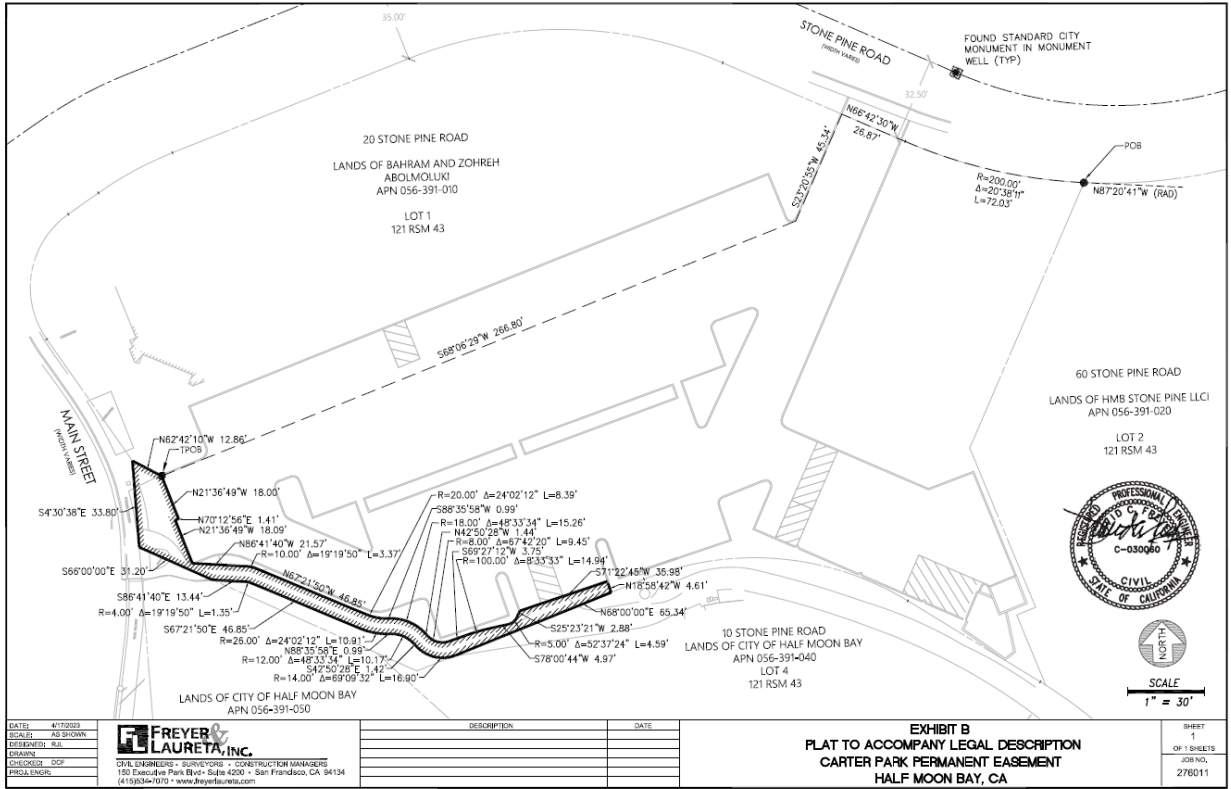 35.00'
STONE PINE ROAD
(WIDTH VARIES)
FOUND STANDARD CITY
MONUMENT IN MONUMENT
WELL (TYP)
32.50'
N66°42'30"W
26.87'
POB
20 STONE PINE ROAD
LANDS OF BAHRAM AND ZOHREH
ABOLMOLUKI
APN 056-391-010
LOT 1
121 RSM 43
S23°20'55"W 45.34'
R=200.00'
Δ=20°38'11"
L=72.03'
N87°20'41"W (RAD)
S68°06'29"W 266.80'
60 STONE PINE ROAD
LANDS OF HMB STONE PINE LLCI
APN 056-391-020
LOT 2
121 RSM 43
MAIN STREET
(WIDTH VARIES)
N62°42'10"W 12.86'
TPOB
N21°36'49"W 18.00'
S4°30'38"E 33.80'
N70°12'56"E 1.41'
N21°36'49"W 18.09'
N86°41'40"W 21.57'
R=10.00' Δ=19°19'50" L=3.37'
S66°00'00"E 31.20'
N67°21'50"W 46.85'
S86°41'40"E 13.44'
R=4.00' Δ=19°19'50" L=1.35'
S67°21'50"E 46.85'
R=26.00' Δ=24°02'12" L=10.91'
N88°35'58"E 0.99'
R=12.00' Δ=48°33'34" L=10.17'
S42°50'28"E 1.42'
R=14.00' Δ=69°09'32" L=16.90'
R=20.00' Δ=24°02'12" L=8.39'
S88°35'58"W 0.99'
R=18.00' Δ=48°33'34" L=15.26'
N42°50'28"W 1.44'
R=8.00' Δ=67°42'20" L=9.45'
S69°27'12"W 3.75'
R=100.00' Δ=8°33'33" L=14.94'
S71°22'45"W 35.98'
N18°58'42"W 4.61'
N68°00'00"E 65.34'
S25°23'21"W 2.88'
R=5.00' Δ=52°37'24" L=4.59'
S78°00'44"W 4.97'
10 STONE PINE ROAD
LANDS OF CITY OF HALF MOON BAY
APN 056-391-040
LOT 4
121 RSM 43
LANDS OF CITY OF HALF MOON BAY
APN 056-391-050
REGISTERED PROFESSIONAL ENGINEER
C-030060
CIVIL
STATE OF CALIFORNIA
NORTH
SCALE
1" = 30'
DATE: 4/17/2023
SCALE: AS SHOWN
DESIGNED: RJL
DRAWN:
CHECKED: DCF
PROJ. ENGR:
FL FREYER &
LAURETA, INC.
CIVIL ENGINEERS • SURVEYORS • CONSTRUCTION MANAGERS
150 Executive Park Blvd • Suite 4200 • San Francisco, CA 94134
(415)534-7070 • www.freyerlaureta.com
DESCRIPTION
DATE
EXHIBIT B
PLAT TO ACCOMPANY LEGAL DESCRIPTION
CARTER PARK PERMANENT EASEMENT
HALF MOON BAY, CA
SHEET
1
OF 1 SHEETS
JOB NO.
276011